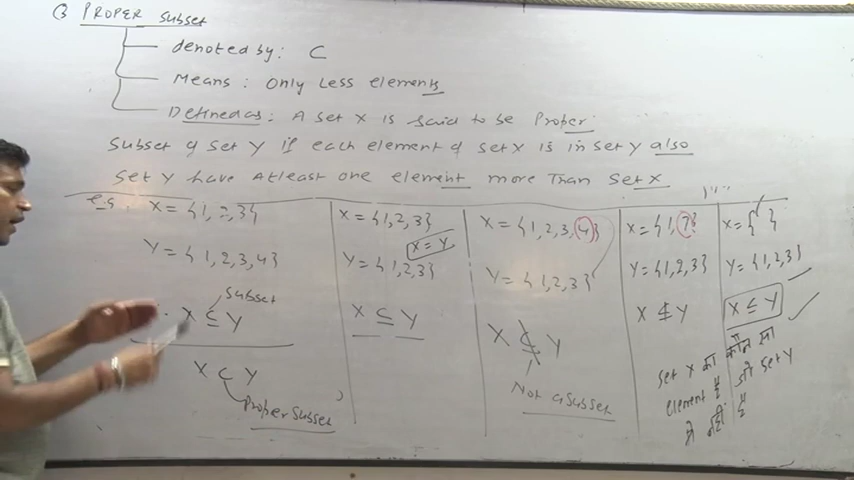 ③ PROPER Subset
denoted by: ⊂
Means: Only Less elements
Defined as: A set X is said to be Proper
Subset of Set Y if each element of Set X is in Set Y also
Set Y have Atleast one element more Than Set X
e.g. X = {1, 2, 3}
Y = {1, 2, 3, 4}
Subset
X ⊆ Y
X ⊂ Y
Proper Subset
X = {1, 2, 3}
X = Y
Y = {1, 2, 3}
X ⊆ Y
X = {1, 2, 3, 4}
Y = {1, 2, 3}
X ⊈ Y
Not a Subset
X = {1, 7}
Y = {1, 2, 3}
X ⊈ Y
X = { }
Y = {1, 2, 3}
X ⊆ Y
Set X का कौन सा
element है जो Set Y
में नहीं है